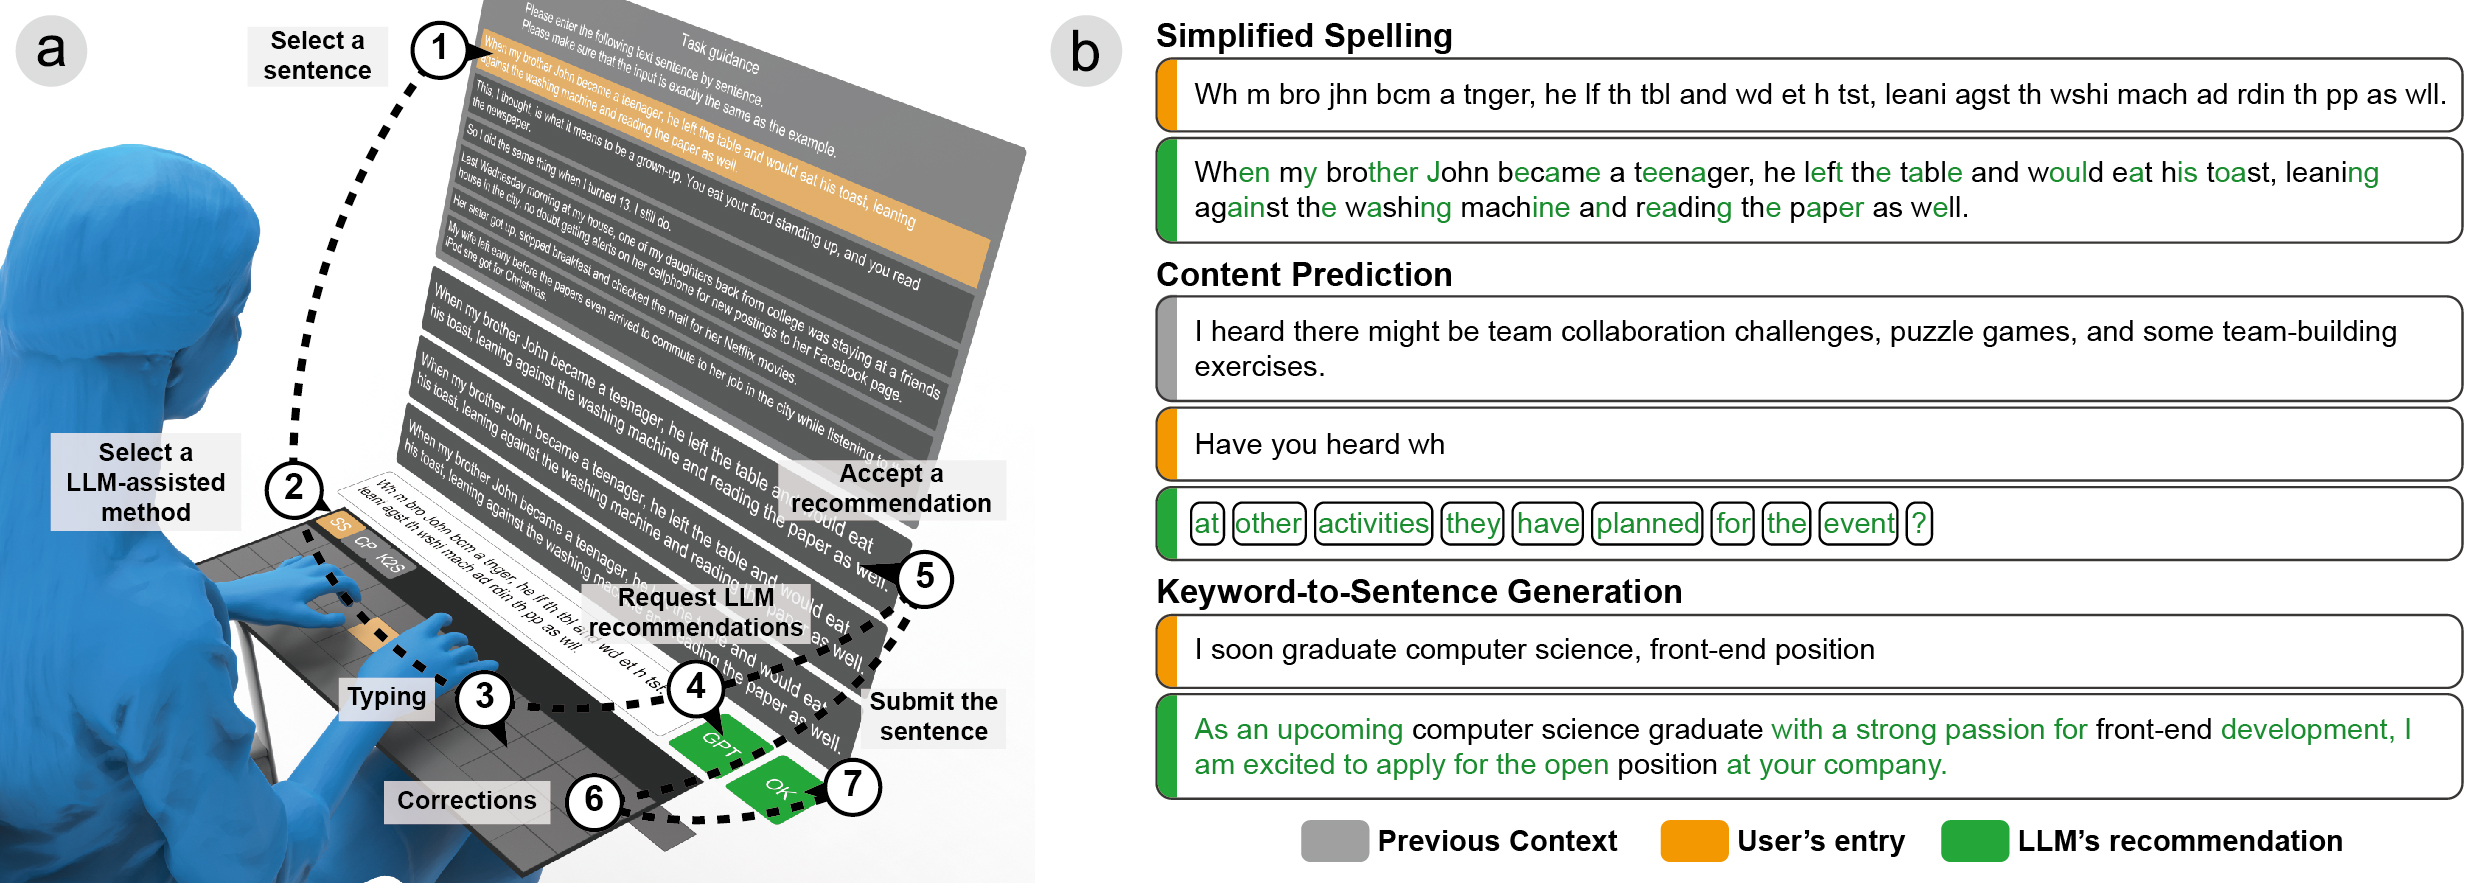 a
Select a
sentence
1
Task guidance
Please enter the following text sentence by sentence.
Please make sure that the input is exactly the same as the example.
When my brother John became a teenager, he left the table and would eat his toast, leaning
against the washing machine and reading the paper as well.
This, I thought, is what it means to be a grown-up. You eat your food standing up, and you read
the newspaper.
So I did the same thing when I turned 13. I still do.
Last Wednesday morning at my house, one of my daughters back from college was staying at a friends
house in the city, no doubt getting alerts on her cellphone for new postings to her Facebook page.
Her sister got up, skipped breakfast and checked the mail for her Netflix movies.
My wife left early before the papers even arrived to commute to her job in the city while listening to
iPod she got for Christmas.
When my brother John became a teenager, he left the table and would eat
his toast, leaning against the washing machine and reading the paper as well.
When my brother John became a teenager, he left the table and would eat
his toast, leaning against the washing machine and reading the paper as well.
When my brother John became a teenager, he the and would eat
his toast, leaning against the washing reading the paper as well.
Accept a
recommendation
5
Select a
LLM-assisted
method
2
SS
CP
K2S
Wh m bro John bcm a tnger, he lf th tbl and wd et h tst,
leani agst th wshi mach ad rdin th pp as wll.
Request LLM
recommendations
4
Typing
3
GPT
Submit the
sentence
OK
7
Corrections
6
b
Simplified Spelling
Wh m bro jhn bcm a tnger, he lf th tbl and wd et h tst, leani agst th wshi mach ad rdin th pp as wll.
When my brother John became a teenager, he left the table and would eat his toast, leaning
against the washing machine and reading the paper as well.
Content Prediction
I heard there might be team collaboration challenges, puzzle games, and some team-building
exercises.
Have you heard wh
at other activities they have planned for the event ?
Keyword-to-Sentence Generation
I soon graduate computer science, front-end position
As an upcoming computer science graduate with a strong passion for front-end development, I
am excited to apply for the open position at your company.
Previous Context
User's entry
LLM's recommendation